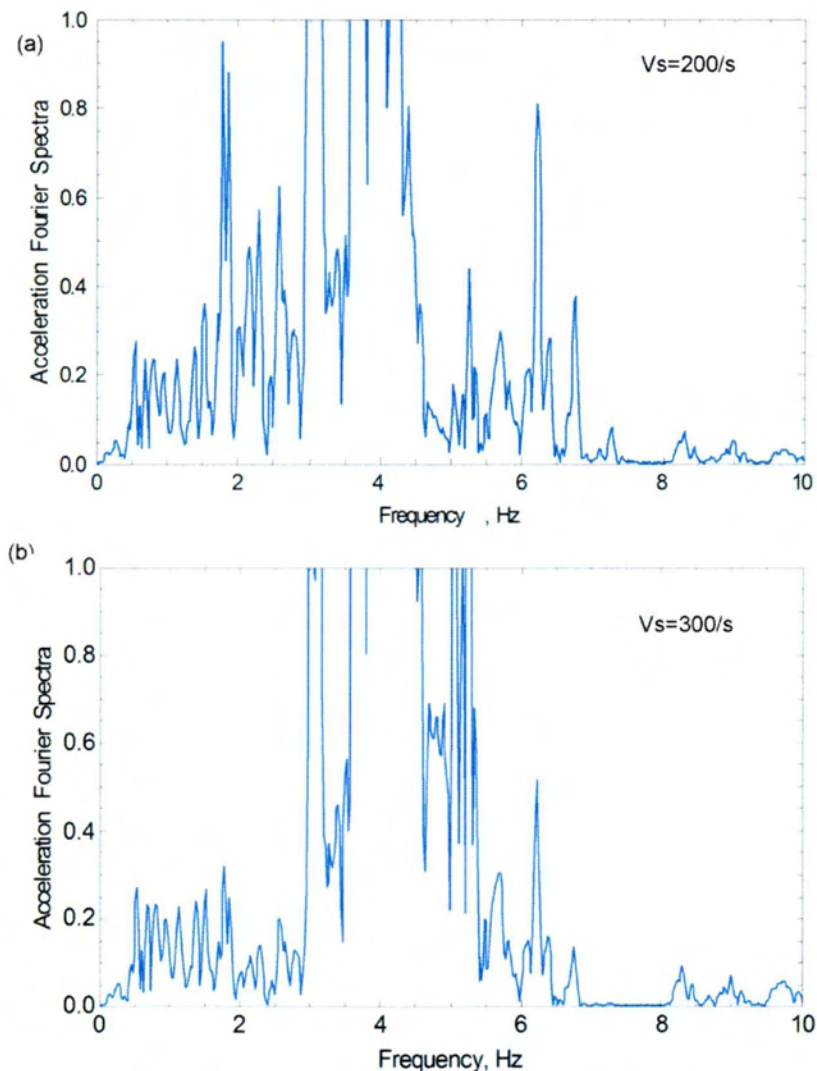 (a)
Vs=200/s
Acceleration Fourier Spectra
1.0
0.8
0.6
0.4
0.2
0.0
0 2 4 6 8 10
Frequency , Hz
(b)
Vs=300/s
Acceleration Fourier Spectra
1.0
0.8
0.6
0.4
0.2
0.0
0 2 4 6 8 10
Frequency, Hz